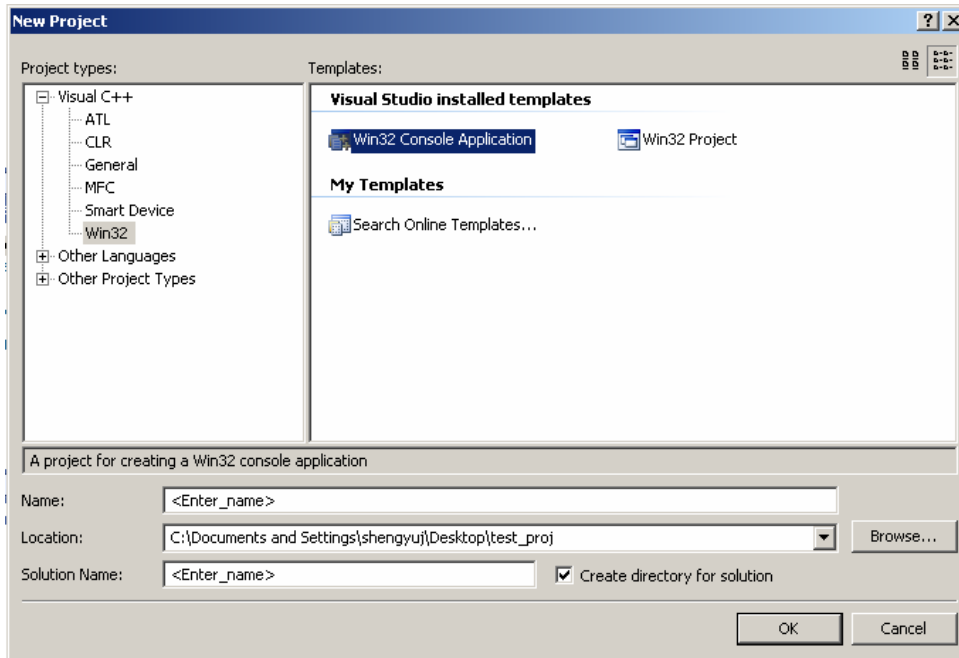 New Project
Project types:
Templates:
Visual C++
ATL
CLR
General
MFC
Smart Device
Win32
Other Languages
Other Project Types
Visual Studio installed templates
Win32 Console Application
Win32 Project
My Templates
Search Online Templates...
A project for creating a Win32 console application
Name:
<Enter_name>
Location:
C:\Documents and Settings\shengyuj\Desktop\test_proj
Browse...
Solution Name:
<Enter_name>
Create directory for solution
OK
Cancel